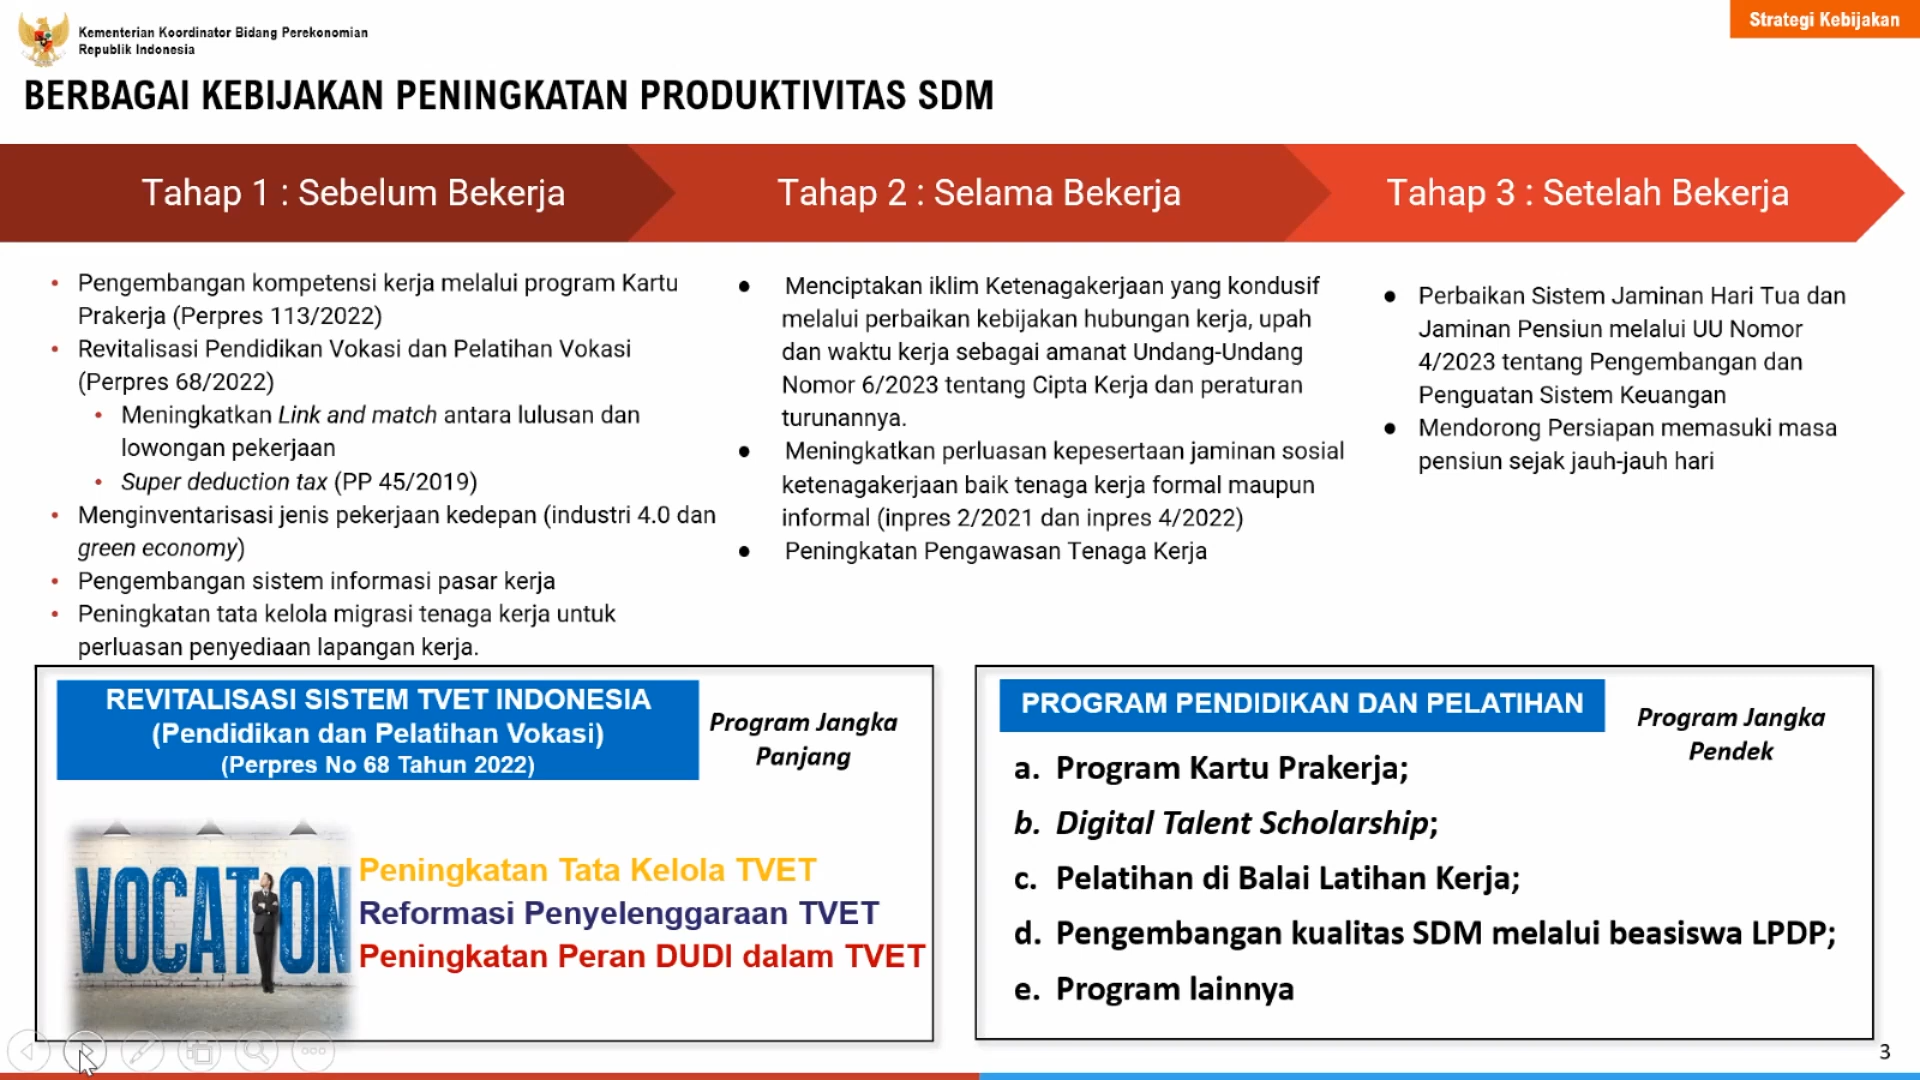 Kementerian Koordinator Bidang Perekonomian
Republik Indonesia
Strategi Kebijakan
BERBAGAI KEBIJAKAN PENINGKATAN PRODUKTIVITAS SDM
Tahap 1 : Sebelum Bekerja
Tahap 2 : Selama Bekerja
Tahap 3 : Setelah Bekerja
• Pengembangan kompetensi kerja melalui program Kartu
Prakerja (Perpres 113/2022)
• Revitalisasi Pendidikan Vokasi dan Pelatihan Vokasi
(Perpres 68/2022)
• Meningkatkan Link and match antara lulusan dan
lowongan pekerjaan
• Super deduction tax (PP 45/2019)
• Menginventarisasi jenis pekerjaan kedepan (industri 4.0 dan
green economy)
• Pengembangan sistem informasi pasar kerja
• Peningkatan tata kelola migrasi tenaga kerja untuk
perluasan penyediaan lapangan kerja.
● Menciptakan iklim Ketenagakerjaan yang kondusif
melalui perbaikan kebijakan hubungan kerja, upah
dan waktu kerja sebagai amanat Undang-Undang
Nomor 6/2023 tentang Cipta Kerja dan peraturan
turunannya.
● Meningkatkan perluasan kepesertaan jaminan sosial
ketenagakerjaan baik tenaga kerja formal maupun
informal (inpres 2/2021 dan inpres 4/2022)
● Peningkatan Pengawasan Tenaga Kerja
● Perbaikan Sistem Jaminan Hari Tua dan
Jaminan Pensiun melalui UU Nomor
4/2023 tentang Pengembangan dan
Penguatan Sistem Keuangan
● Mendorong Persiapan memasuki masa
pensiun sejak jauh-jauh hari
REVITALISASI SISTEM TVET INDONESIA
(Pendidikan dan Pelatihan Vokasi)
(Perpres No 68 Tahun 2022)
Program Jangka
Panjang
VOCATION
Peningkatan Tata Kelola TVET
Reformasi Penyelenggaraan TVET
Peningkatan Peran DUDI dalam TVET
PROGRAM PENDIDIKAN DAN PELATIHAN
Program Jangka
Pendek
a. Program Kartu Prakerja;
b. Digital Talent Scholarship;
c. Pelatihan di Balai Latihan Kerja;
d. Pengembangan kualitas SDM melalui beasiswa LPDP;
e. Program lainnya
3